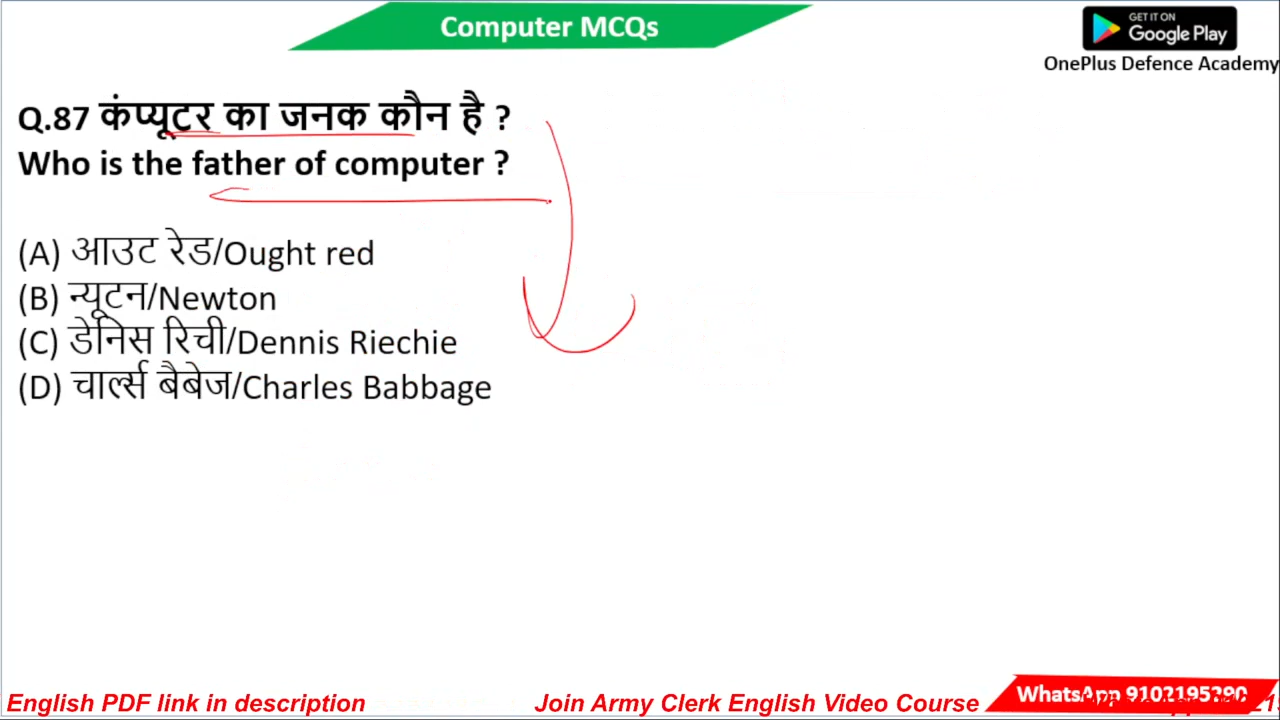 Computer MCQs
GET IT ON
Google Play
OnePlus Defence Academy
Q.87 कंप्यूटर का जनक कौन है ?
Who is the father of computer ?
(A) आउट रेड/Ought red
(B) न्यूटन/Newton
(C) डेनिस रिची/Dennis Riechie
(D) चार्ल्स बैबेज/Charles Babbage
English PDF link in description
Join Army Clerk English Video Course
WhatsApp 9102195290